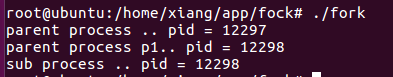 root@ubuntu:/home/xiang/app/fock# ./fork
parent process .. pid = 12297
parent process p1.. pid = 12298
sub process .. pid = 12298